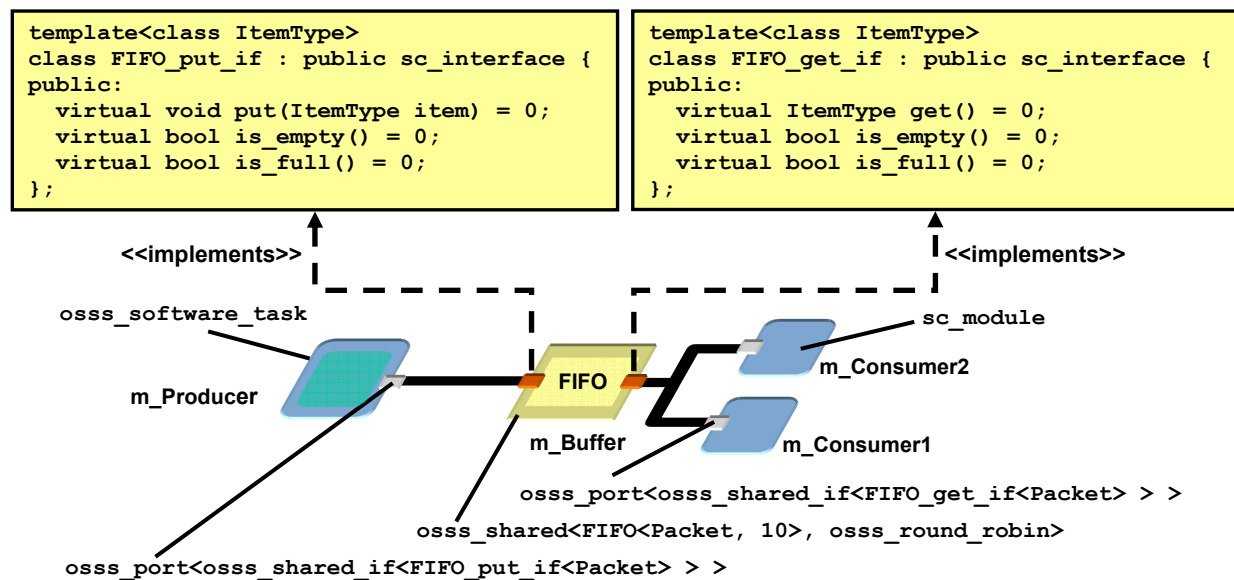 template<class ItemType>
class FIFO_put_if : public sc_interface {
public:
  virtual void put(ItemType item) = 0;
  virtual bool is_empty() = 0;
  virtual bool is_full() = 0;
};
template<class ItemType>
class FIFO_get_if : public sc_interface {
public:
  virtual ItemType get() = 0;
  virtual bool is_empty() = 0;
  virtual bool is_full() = 0;
};
<<implements>>
<<implements>>
osss_software_task
sc_module
m_Producer
FIFO
m_Consumer2
m_Buffer
m_Consumer1
osss_port<osss_shared_if<FIFO_get_if<Packet> > >
osss_shared<FIFO<Packet, 10>, osss_round_robin>
osss_port<osss_shared_if<FIFO_put_if<Packet> > >